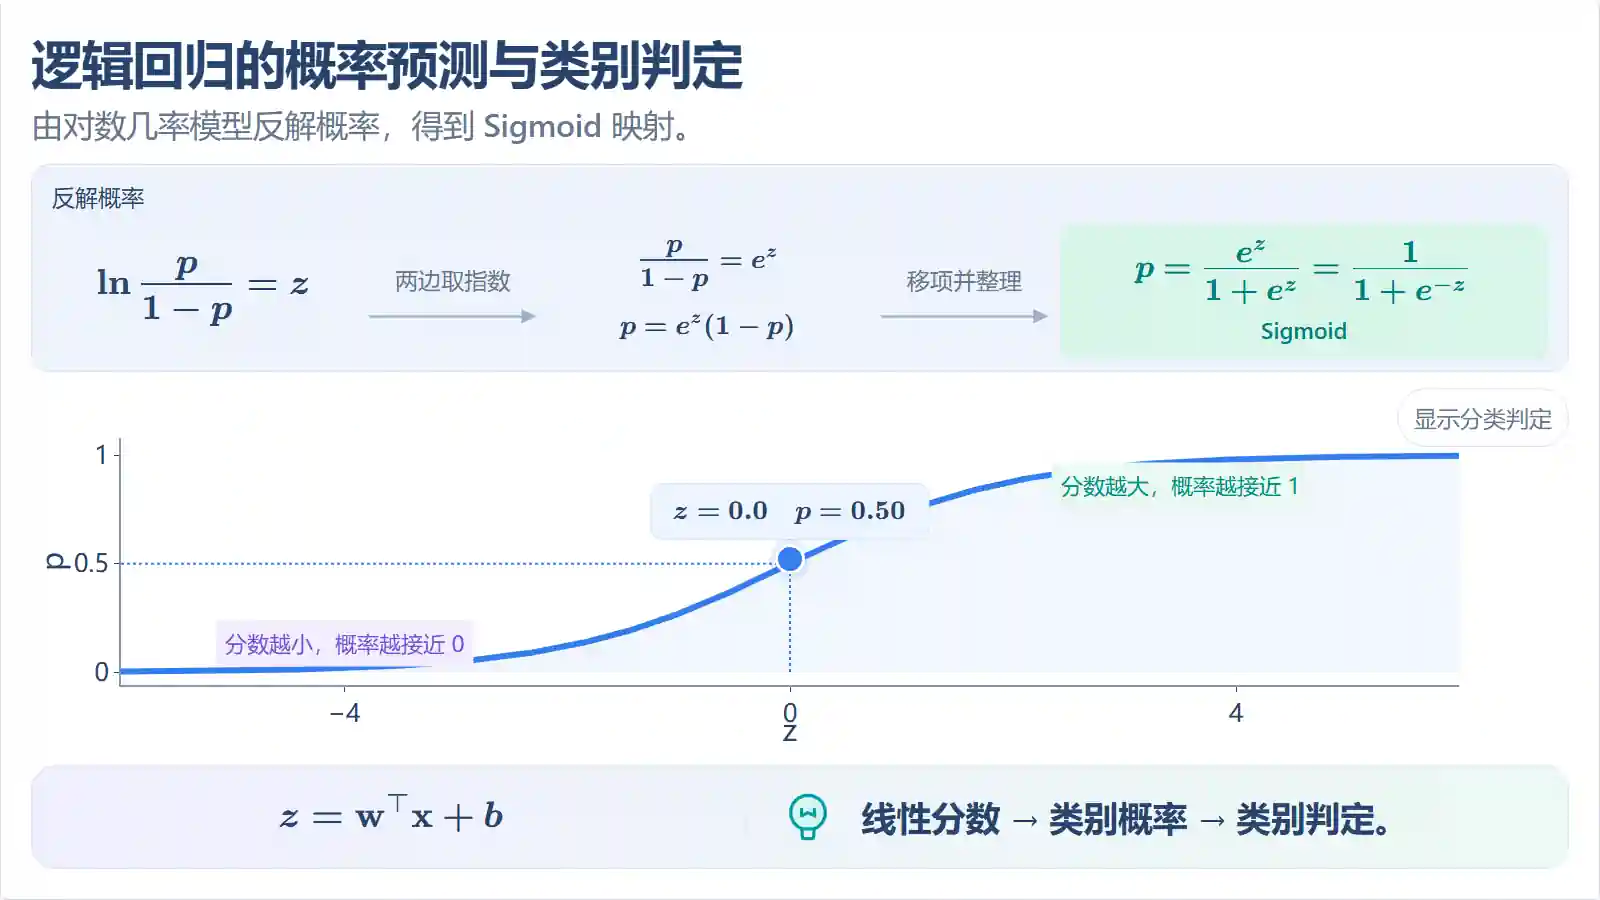 逻辑回归的概率预测与类别判定
由对数几率模型反解概率，得到 Sigmoid 映射。
反解概率
ln p/(1 − p) = z
两边取指数
p/(1 − p) = e^z
p = e^z(1 − p)
移项并整理
p = e^z/(1 + e^z) = 1/(1 + e^−z)
Sigmoid
显示分类判定
1
分数越大，概率越接近 1
z = 0.0 p = 0.50
p
0.5
分数越小，概率越接近 0
0
−4
0
4
z
z = w^⊤x + b
线性分数 → 类别概率 → 类别判定。